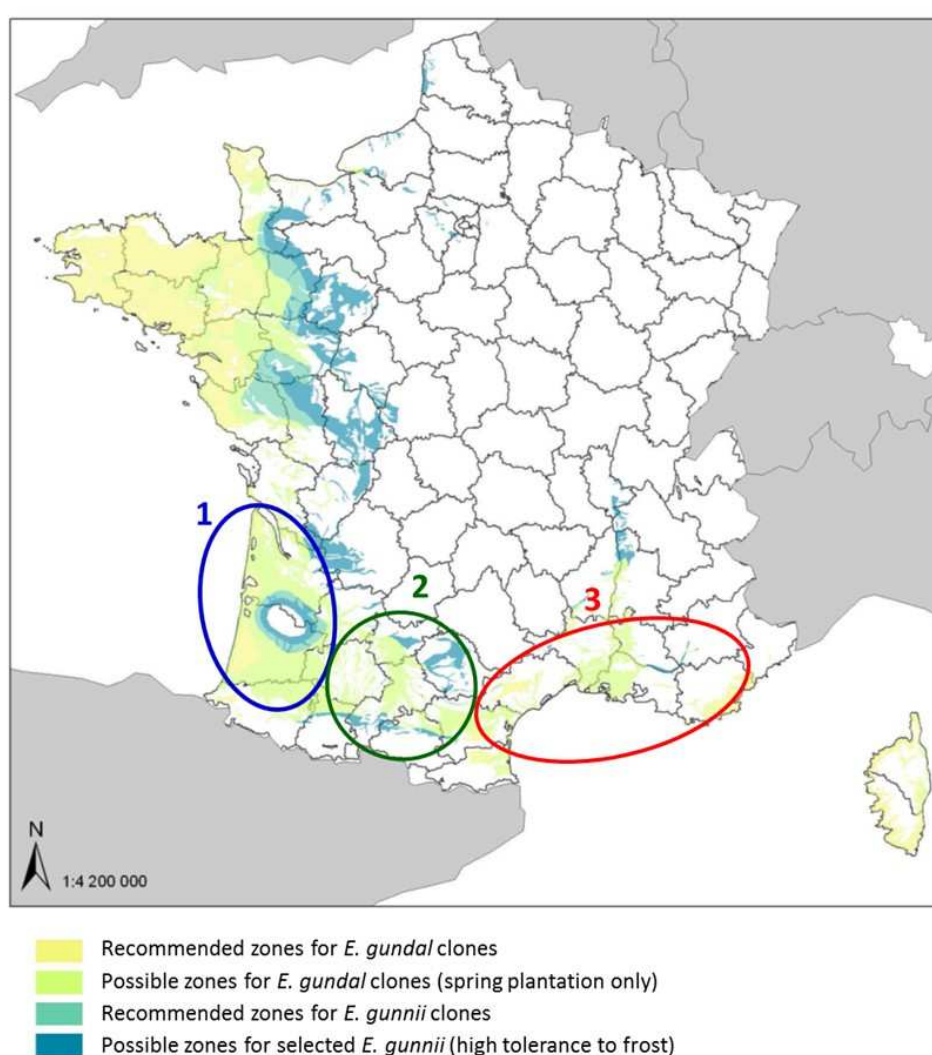 1
2
3
N
1:4 200 000
Recommended zones for E. gundal clones
Possible zones for E. gundal clones (spring plantation only)
Recommended zones for E. gunnii clones
Possible zones for selected E. gunnii (high tolerance to frost)